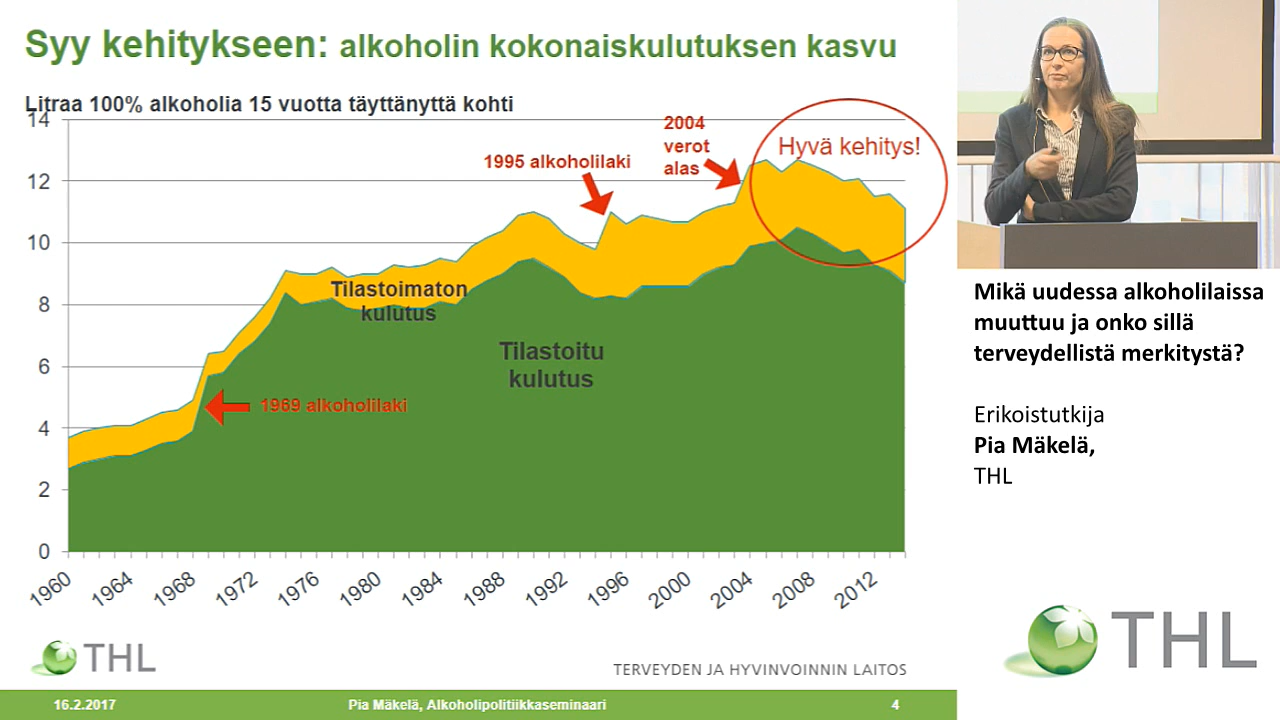 Syy kehitykseen: alkoholin kokonaiskulutuksen kasvu
Litraa 100% alkoholia 15 vuotta täyttänyttä kohti
14
12
10
8
6
4
2
0
1960
1964
1968
1972
1976
1980
1984
1988
1992
1996
2000
2004
2008
2012
Tilastoimaton
kulutus
Tilastoitu
kulutus
1969 alkoholilaki
1995 alkoholilaki
2004
verot
alas
Hyvä kehitys!
THL
TERVEYDEN JA HYVINVOINNIN LAITOS
16.2.2017
Pia Mäkelä, Alkoholipolitiikkaseminaari
4
Mikä uudessa alkoholilaissa
muuttuu ja onko sillä
terveydellistä merkitystä?
Erikoistutkija
Pia Mäkelä,
THL
THL